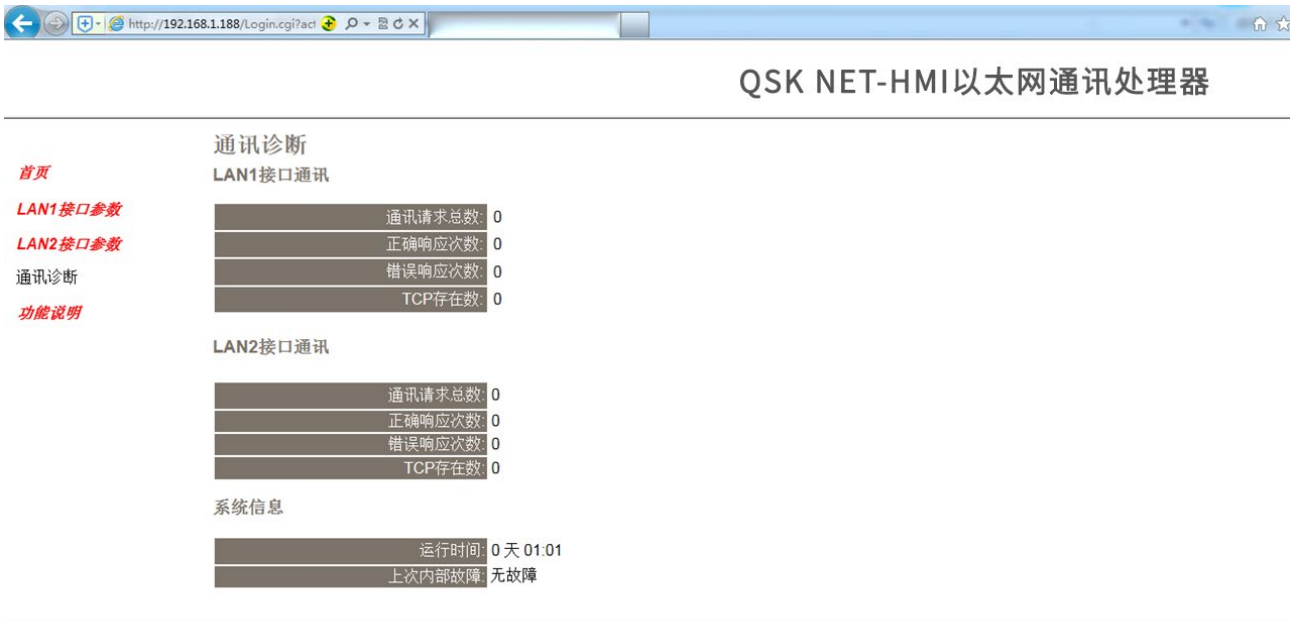 http://192.168.1.188/Login.cgi?act
QSK NET-HMI以太网通讯处理器
首页
LAN1接口参数
LAN2接口参数
通讯诊断
功能说明
通讯诊断
LAN1接口通讯
通讯请求总数: 0
正确响应次数: 0
错误响应次数: 0
TCP存在数: 0
LAN2接口通讯
通讯请求总数: 0
正确响应次数: 0
错误响应次数: 0
TCP存在数: 0
系统信息
运行时间: 0 天 01:01
上次内部故障: 无故障